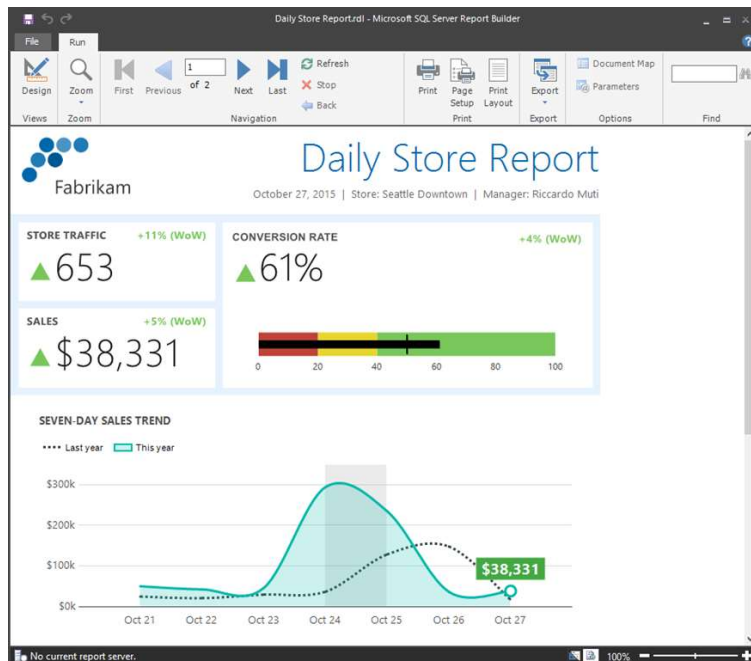 Daily Store Report.rdl - Microsoft SQL Server Report Builder
File Run
Design
Zoom
First
Previous
1
of 2
Next
Last
Refresh
Stop
Back
Print
Page Setup
Print Layout
Export
Document Map
Parameters
Views Zoom Navigation Print Export Options Find
Fabrikam
Daily Store Report
October 27, 2015 | Store: Seattle Downtown | Manager: Riccardo Muti
STORE TRAFFIC +11% (WoW)
653
SALES +5% (WoW)
$38,331
CONVERSION RATE +4% (WoW)
61%
0 20 40 60 80 100
SEVEN-DAY SALES TREND
Last year This year
$300k
$200k
$100k
$0k
$38,331
Oct 21 Oct 22 Oct 23 Oct 24 Oct 25 Oct 26 Oct 27
No current report server. 100%